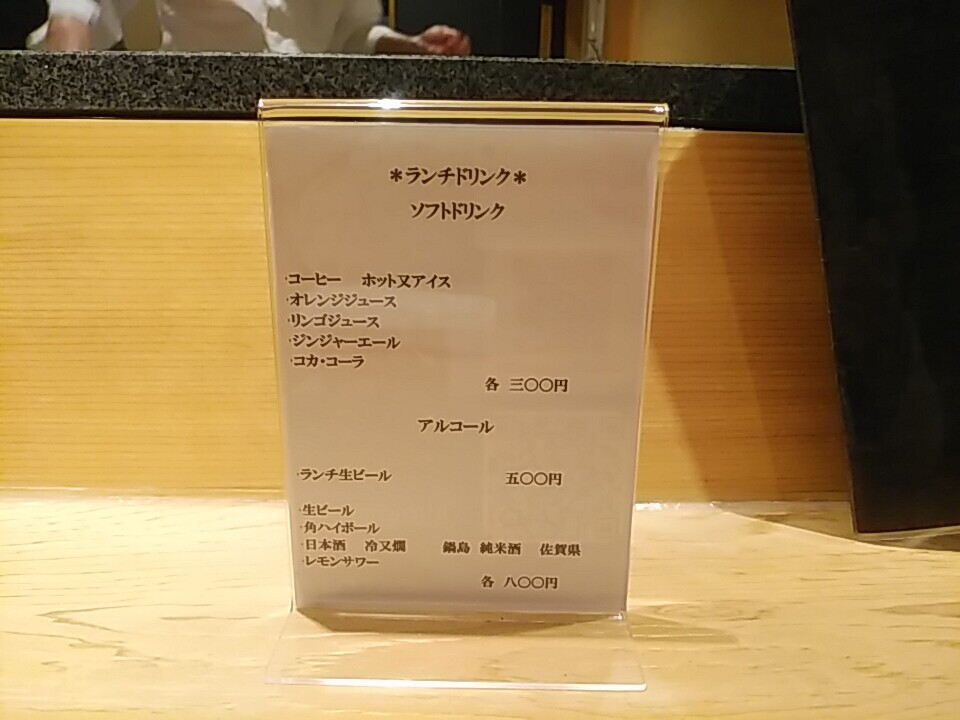 ＊ランチドリンク＊
ソフトドリンク
・コーヒー　ホット又アイス
・オレンジジュース
・リンゴジュース
・ジンジャーエール
・コカ・コーラ
各　三〇〇円
アルコール
・ランチ生ビール　五〇〇円
・生ビール
・角ハイボール
・日本酒　冷又燗　鍋島　純米酒　佐賀県
・レモンサワー
各　八〇〇円